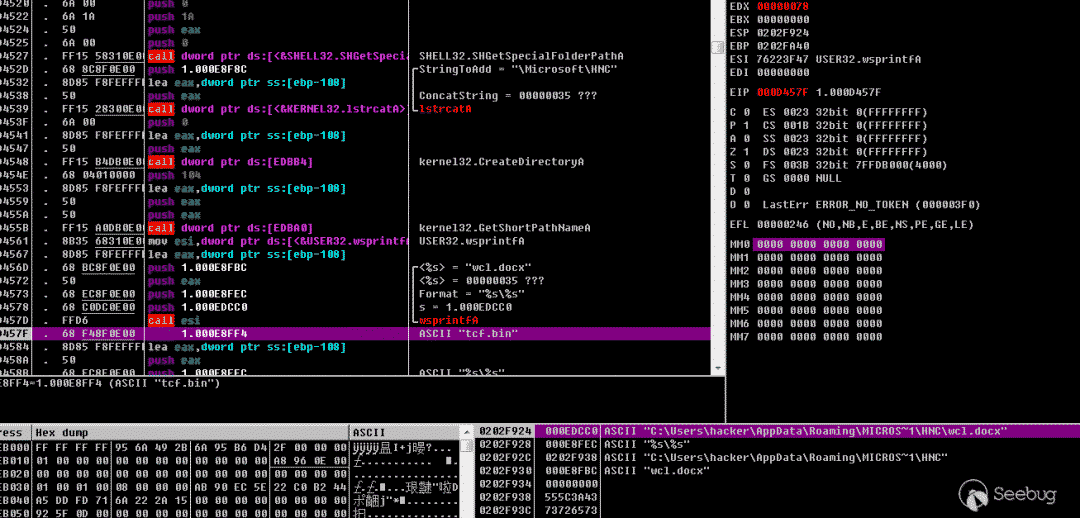 04520 . 6A 00 push 0
04522 . 6A 1A push 1A
04524 . 50 push eax
04525 . 6A 00 push 0
04527 . FF15 58310E00 call dword ptr ds:[<&SHELL32.SHGetSpecia SHELL32.SHGetSpecialFolderPathA
0452D . 68 8C8F0E00 push 1.000E8F8C StringToAdd = "\Microsoft\HNC"
04532 . 8D85 F8FEFFFF lea eax,dword ptr ss:[ebp-108]
04538 . 50 push eax ConcatString = 00000035 ???
04539 . FF15 28300E00 call dword ptr ds:[<&KERNEL32.lstrcatA> lstrcatA
0453F . 6A 00 push 0
04541 . 8D85 F8FEFFFF lea eax,dword ptr ss:[ebp-108]
04547 . 50 push eax
04548 . FF15 B4DB0E00 call dword ptr ds:[EDBB4] kernel32.CreateDirectoryA
0454E . 68 04010000 push 104
04553 . 8D85 F8FEFFFF lea eax,dword ptr ss:[ebp-108]
04559 . 50 push eax
0455A . 50 push eax
0455B . FF15 A0DB0E00 call dword ptr ds:[EDBA0] kernel32.GetShortPathNameA
04561 . 8B35 68310E00 mov esi,dword ptr ds:[<&USER32.wsprintfA USER32.wsprintfA
04567 . 8D85 F8FEFFFF lea eax,dword ptr ss:[ebp-108]
0456D . 68 BC8F0E00 push 1.000E8FBC <%s> = "wcl.docx"
04572 . 50 push eax <%s> = 00000035 ???
04573 . 68 EC8F0E00 push 1.000E8FEC Format = "%s\%s"
04578 . 68 C0DC0E00 push 1.000EDCC0 s = 1.000EDCC0
0457D . FFD6 call esi wsprintfA
0457F . 68 F48F0E00 push 1.000E8FF4 ASCII "tcf.bin"
04584 . 8D85 F8FEFFFF lea eax,dword ptr ss:[ebp-108]
0458A . 50 push eax
0458B . 68 EC8F0E00 push 1.000E8FEC ASCII "%s\%s"
E8FF4=1.000E8FF4 (ASCII "tcf.bin")
EDX 00000078
EBX 00000000
ESP 0202F924
EBP 0202FA40
ESI 76223F47 USER32.wsprintfA
EDI 00000000
EIP 000D457F 1.000D457F
C 0 ES 0023 32bit 0(FFFFFFFF)
P 1 CS 001B 32bit 0(FFFFFFFF)
A 0 SS 0023 32bit 0(FFFFFFFF)
Z 1 DS 0023 32bit 0(FFFFFFFF)
S 0 FS 003B 32bit 7FFDB000(4000)
T 0 GS 0000 NULL
D 0
O 0 LastErr ERROR_NO_TOKEN (000003F0)
EFL 00000246 (NO,NB,E,BE,NS,PE,GE,LE)
MM0 0000 0000 0000 0000
MM1 0000 0000 0000 0000
MM2 0000 0000 0000 0000
MM3 0000 0000 0000 0000
MM4 0000 0000 0000 0000
MM5 0000 0000 0000 0000
MM6 0000 0000 0000 0000
MM7 0000 0000 0000 0000
ress Hex dump ASCII
EB000 FF FF FF FF 95 6A 49 2B 6A 95 B6 D4 2F 00 00 00
EB010 01 00 00 00 00 00 00 00 00 00 00 00 A8 96 0E 00
EB020 00 00 00 00 00 00 00 00 00 00 00 00 00 00 00 00
EB030 01 00 01 00 08 00 00 00 AB 90 EC 5E 22 C0 B2 44
EB040 A5 DD FD 71 6A 22 2A 15 00 00 00 00 00 00 00 00
EB050 92 5F 0D 00 00 00 00 00 00 00 00 00 00 00 00 00
0202F924 000EDCC0 ASCII "C:\Users\hacker\AppData\Roaming\MICROS~1\HNC\wcl.docx"
0202F928 000E8FEC ASCII "%s\%s"
0202F92C 0202F938 ASCII "C:\Users\hacker\AppData\Roaming\MICROS~1\HNC"
0202F930 000E8FBC ASCII "wcl.docx"
0202F934 00000000
0202F938 555C3A43
0202F93C 73726573
Seebug